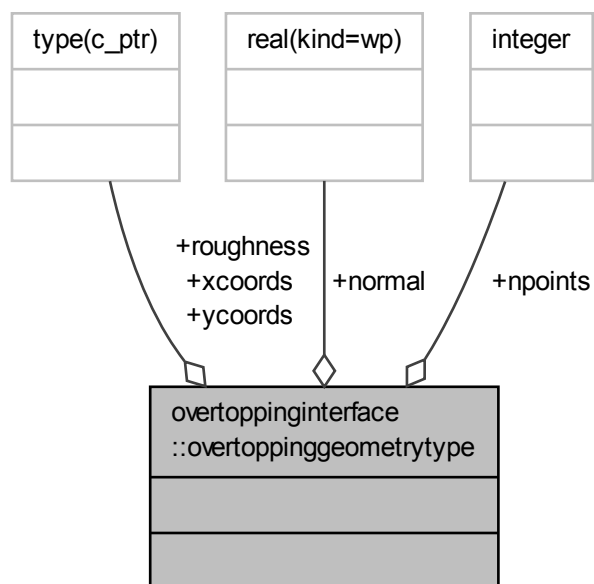 type(c_ptr)
real(kind=wp)
integer
+roughness
+xcoords
+ycoords
+normal
+npoints
overtoppinginterface
::overtoppinggeometrytype